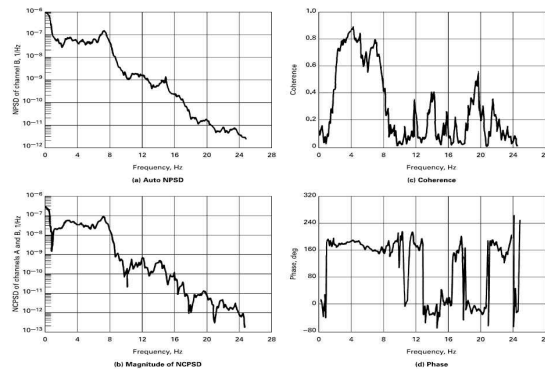 10−6
10−7
10−8
10−9
10−10
10−11
10−12
NPSD of channel B, 1/Hz
0 4 8 12 16 20 24 28
Frequency, Hz
(a) Auto NPSD
1.0
0.8
0.6
0.4
0.2
0
Coherence
0 4 8 12 16 20 24 28
Frequency, Hz
(c) Coherence
10−6
10−7
10−8
10−9
10−10
10−11
10−12
10−13
NCPSD of channels A and B, 1/Hz
0 4 8 12 16 20 24 28
Frequency, Hz
(b) Magnitude of NCPSD
320
240
160
80
0
−80
Phase, deg
0 4 8 12 16 20 24 28
Frequency, Hz
(d) Phase